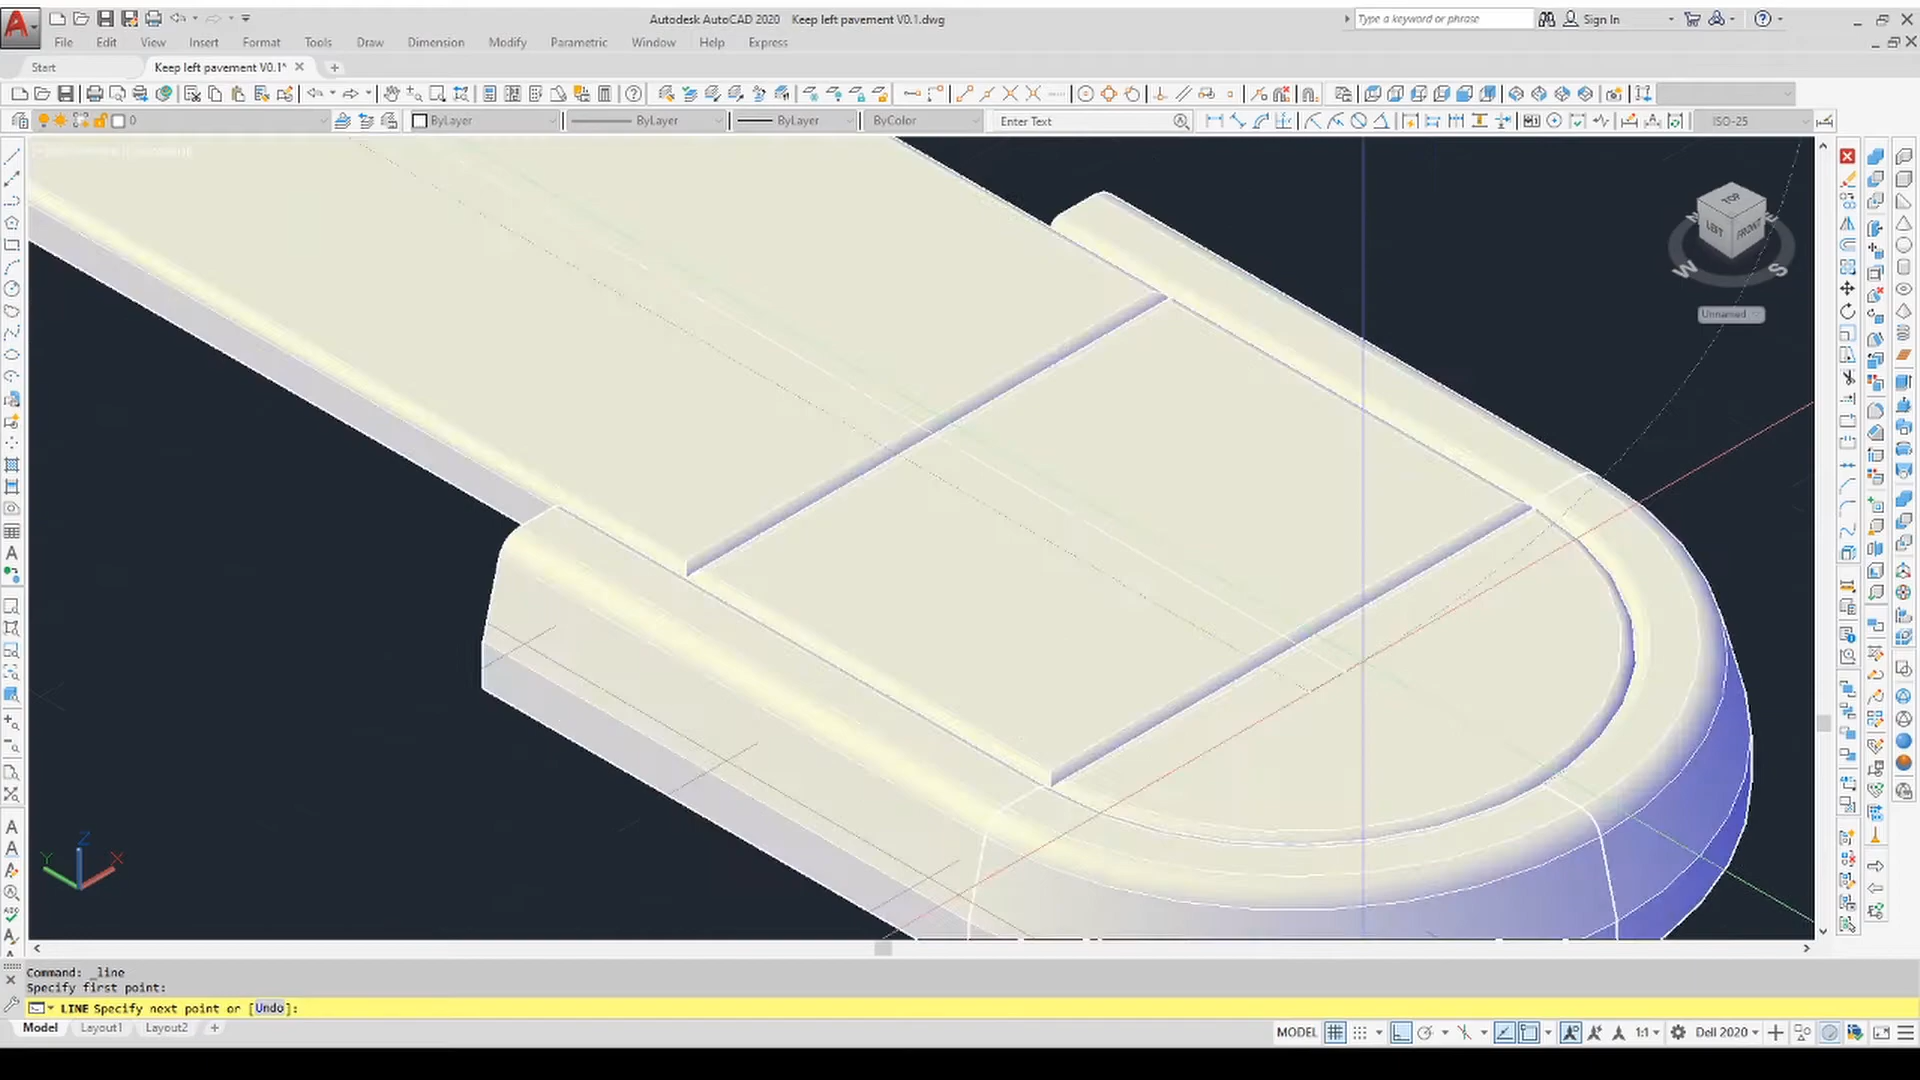 Autodesk AutoCAD 2020 Keep left pavement V0.1.dwg
Type a keyword or phrase
Sign In
File Edit View Insert Format Tools Draw Dimension Modify Parametric Window Help Express
Start
Keep left pavement V0.1*
0
ByLayer
ByLayer
ByLayer
ByColor
Enter Text
ISO-25
TOP
LEFT
FRONT
N
E
W
S
Unnamed
Z
Y
X
Command: _line
Specify first point:
LINE Specify next point or [Undo]:
Model Layout1 Layout2 +
MODEL
1:1
Dell 2020